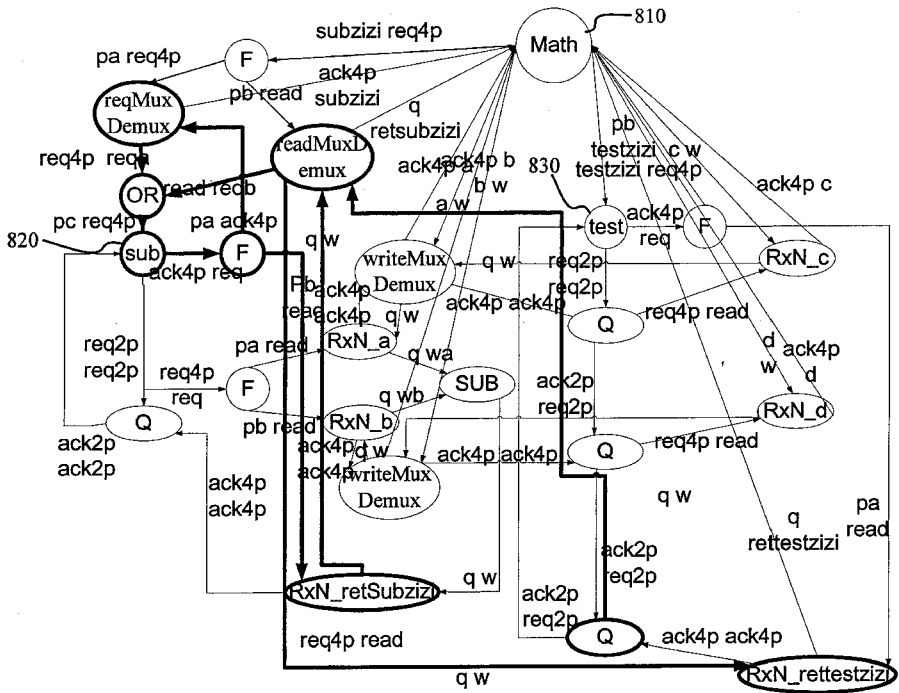 810
subzizi req4p
Math
F
pa req4p
ack4p
subzizi
pb read
reqMux
Demux
q
retsubzizi
readMuxD
emux
pb
testzizi c w
testzizi req4p
ack4p a
ack4p b
b w
a w
req4p reqa
read reqb
830
ack4p c
OR
pc req4p
pa ack4p
test
ack4p
req
F
820
sub
F
ack4p req
q w
writeMux
Demux
q w
req2p
req2p
RxN_c
Pb
read
ack4p
ack4p
q w
ack4p ack4p
Q
req4p read
RxN_a
q wa
req2p
req2p
pa read
req4p
req
F
SUB
ack2p
req2p
d
w
ack4p
d
q wb
RxN_b
RxN_d
Q
pb read
ack4p
ack4p
q w
ack2p
ack2p
Q
req4p read
writeMux
Demux
ack4p ack4p
ack4p
ack4p
q w
q
rettestzizi
pa
read
ack2p
req2p
q w
RxN_retSubzizi
ack2p
req2p
Q
req4p read
ack4p ack4p
q w
RxN_rettestzizi